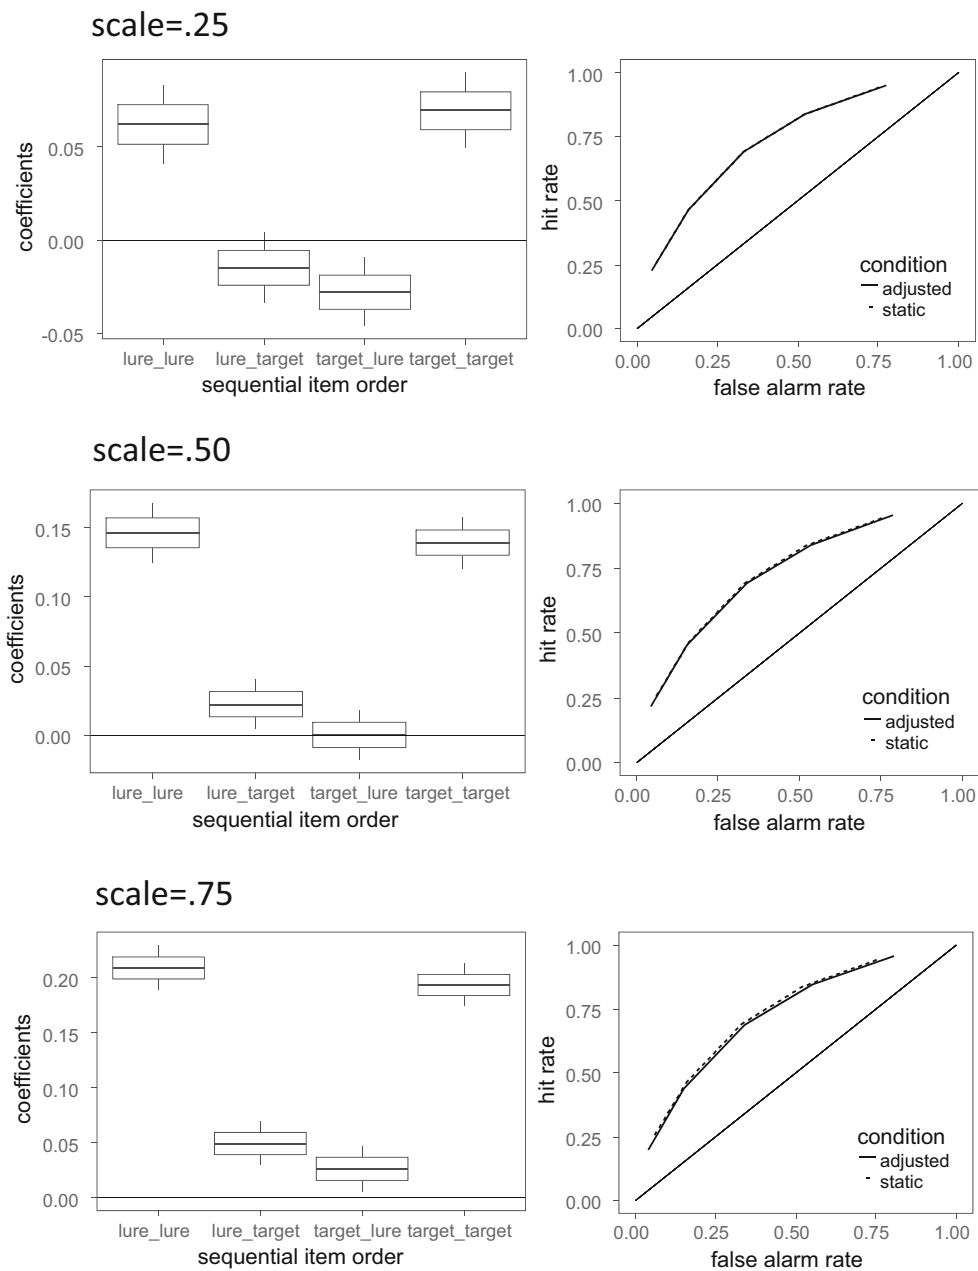 scale=.25
coefficients
0.05
0.00
-0.05
lure_lure lure_target target_lure target_target
sequential item order
hit rate
1.00
0.75
0.50
0.25
0.00
condition
adjusted
static
0.00 0.25 0.50 0.75 1.00
false alarm rate
scale=.50
coefficients
0.15
0.10
0.05
0.00
lure_lure lure_target target_lure target_target
sequential item order
hit rate
1.00
0.75
0.50
0.25
0.00
condition
adjusted
static
0.00 0.25 0.50 0.75 1.00
false alarm rate
scale=.75
coefficients
0.20
0.15
0.10
0.05
0.00
lure_lure lure_target target_lure target_target
sequential item order
hit rate
1.00
0.75
0.50
0.25
0.00
condition
adjusted
static
0.00 0.25 0.50 0.75 1.00
false alarm rate